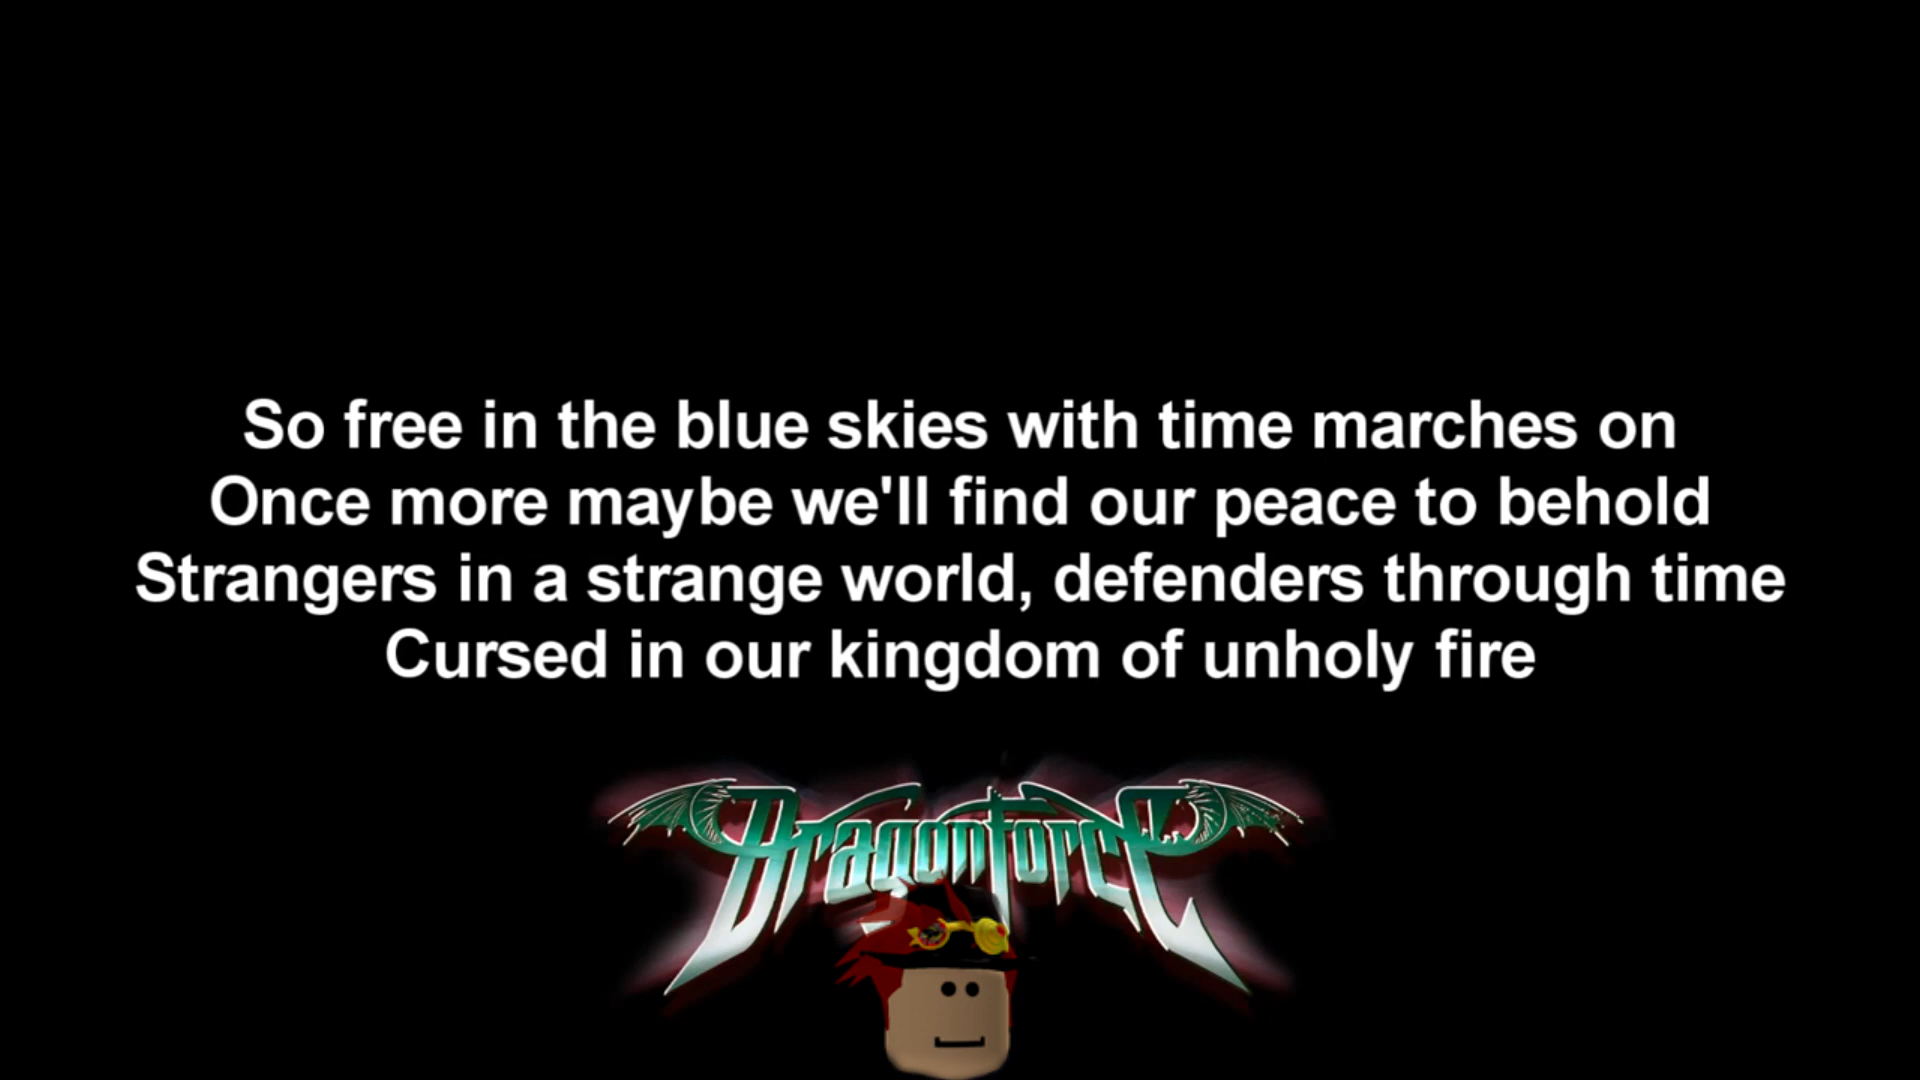 So free in the blue skies with time marches on
Once more maybe we'll find our peace to behold
Strangers in a strange world, defenders through time
Cursed in our kingdom of unholy fire
DragonForce